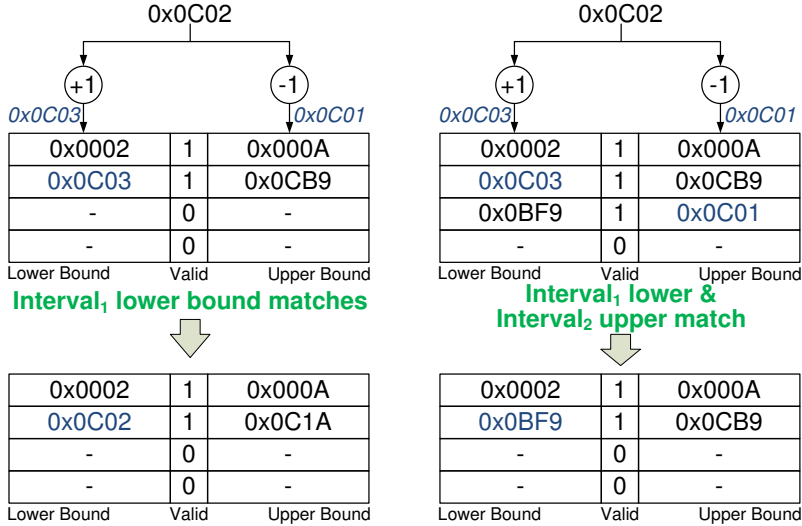 0x0C02
+1 -1
0x0C03 0x0C01
0x0002 1 0x000A
0x0C03 1 0x0CB9
- 0 -
- 0 -
Lower Bound Valid Upper Bound
Interval₁ lower bound matches
0x0002 1 0x000A
0x0C02 1 0x0C1A
- 0 -
- 0 -
Lower Bound Valid Upper Bound
0x0C02
+1 -1
0x0C03 0x0C01
0x0002 1 0x000A
0x0C03 1 0x0CB9
0x0BF9 1 0x0C01
- 0 -
Lower Bound Valid Upper Bound
Interval₁ lower &
Interval₂ upper match
0x0002 1 0x000A
0x0BF9 1 0x0CB9
- 0 -
- 0 -
Lower Bound Valid Upper Bound